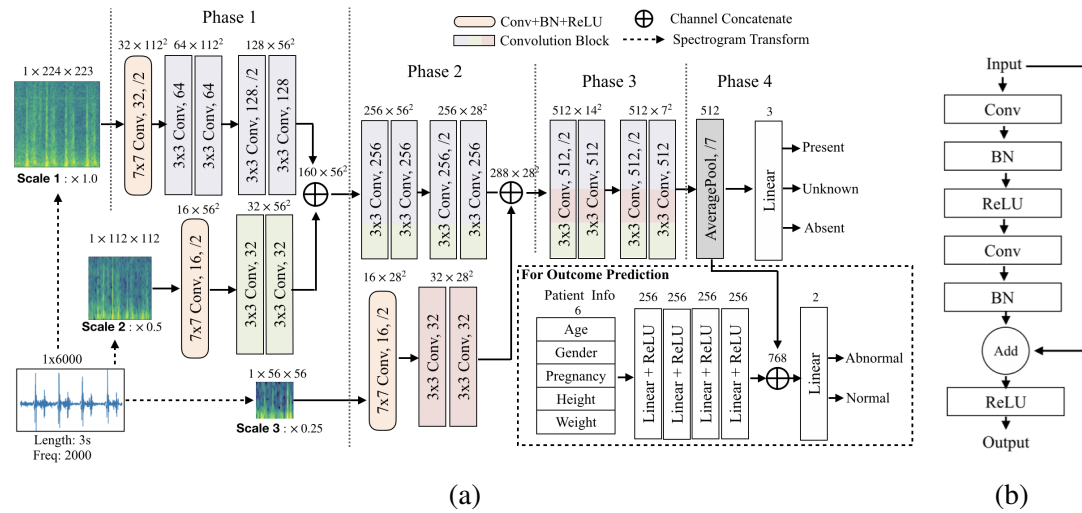 Phase 1
Conv+BN+ReLU
Convolution Block
Channel Concatenate
Spectrogram Transform
1 × 224 × 223
32 × 112²
64 × 112²
128 × 56²
7x7 Conv, 32, /2
3x3 Conv, 64
3x3 Conv, 64
3x3 Conv, 128, /2
3x3 Conv, 128
Scale 1 : × 1.0
160 × 56²
16 × 56²
32 × 56²
1 × 112 × 112
7x7 Conv, 16, /2
3x3 Conv, 32
3x3 Conv, 32
Scale 2 : × 0.5
1x6000
Length: 3s
Freq: 2000
1 × 56 × 56
Scale 3 : × 0.25
Phase 2
256 × 56²
256 × 28²
3x3 Conv, 256
3x3 Conv, 256
3x3 Conv, 256, /2
3x3 Conv, 256
288 × 28²
16 × 28²
32 × 28²
7x7 Conv, 16, /2
3x3 Conv, 32
3x3 Conv, 32
Phase 3
512 × 14²
512 × 7²
3x3 Conv, 512, /2
3x3 Conv, 512
3x3 Conv, 512, /2
3x3 Conv, 512
Phase 4
512
AveragePool, /7
3
Linear
Present
Unknown
Absent
For Outcome Prediction
Patient Info
6
Age
Gender
Pregnancy
Height
Weight
256
256
256
256
Linear + ReLU
Linear + ReLU
Linear + ReLU
Linear + ReLU
768
2
Linear
Abnormal
Normal
(a)
Input
Conv
BN
ReLU
Conv
BN
Add
ReLU
Output
(b)